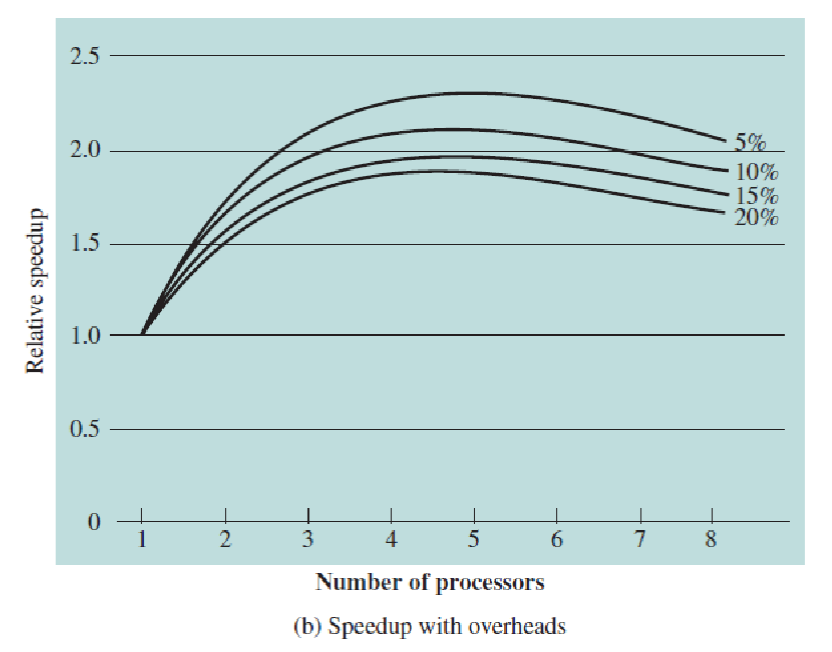 2.5
2.0
1.5
1.0
0.5
0
Relative speedup
5%
10%
15%
20%
1 2 3 4 5 6 7 8
Number of processors
(b) Speedup with overheads